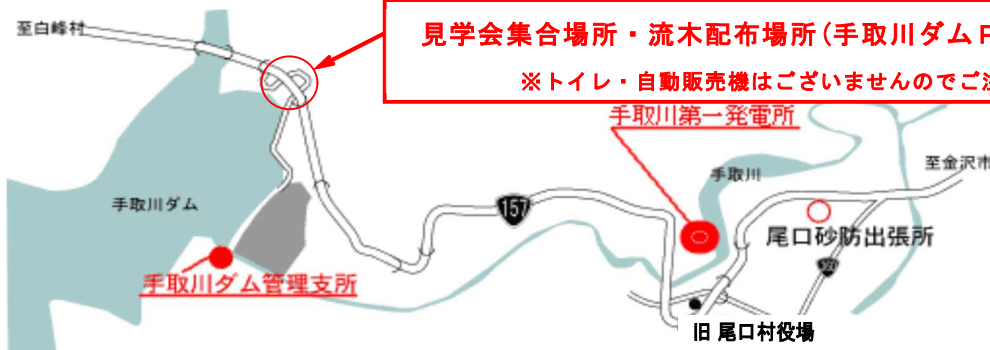 至白峰村
見学会集合場所・流木配布場所(手取川ダムP
※トイレ・自動販売機はございませんのでご注
手取川第一発電所
至金沢市
手取川
手取川ダム
157
尾口砂防出張所
360
手取川ダム管理支所
旧 尾口村役場